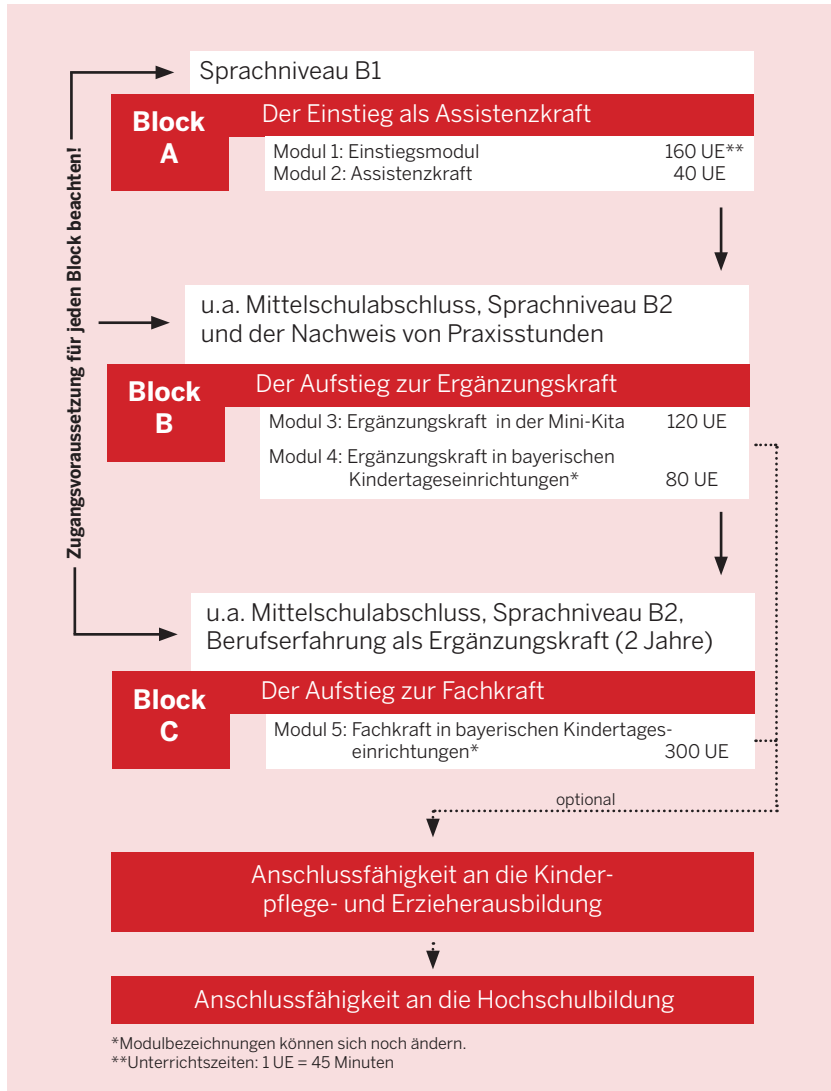 Zugangsvoraussetzung für jeden Block beachten!
Sprachniveau B1
Block
A
Der Einstieg als Assistenzkraft
Modul 1: Einstiegsmodul 160 UE**
Modul 2: Assistenzkraft 40 UE
u.a. Mittelschulabschluss, Sprachniveau B2
und der Nachweis von Praxisstunden
Block
B
Der Aufstieg zur Ergänzungskraft
Modul 3: Ergänzungskraft in der Mini-Kita 120 UE
Modul 4: Ergänzungskraft in bayerischen
Kindertageseinrichtungen* 80 UE
u.a. Mittelschulabschluss, Sprachniveau B2,
Berufserfahrung als Ergänzungskraft (2 Jahre)
Block
C
Der Aufstieg zur Fachkraft
Modul 5: Fachkraft in bayerischen Kindertages-
einrichtungen* 300 UE
optional
Anschlussfähigkeit an die Kinder-
pflege- und Erzieherausbildung
Anschlussfähigkeit an die Hochschulbildung
*Modulbezeichnungen können sich noch ändern.
**Unterrichtszeiten: 1 UE = 45 Minuten